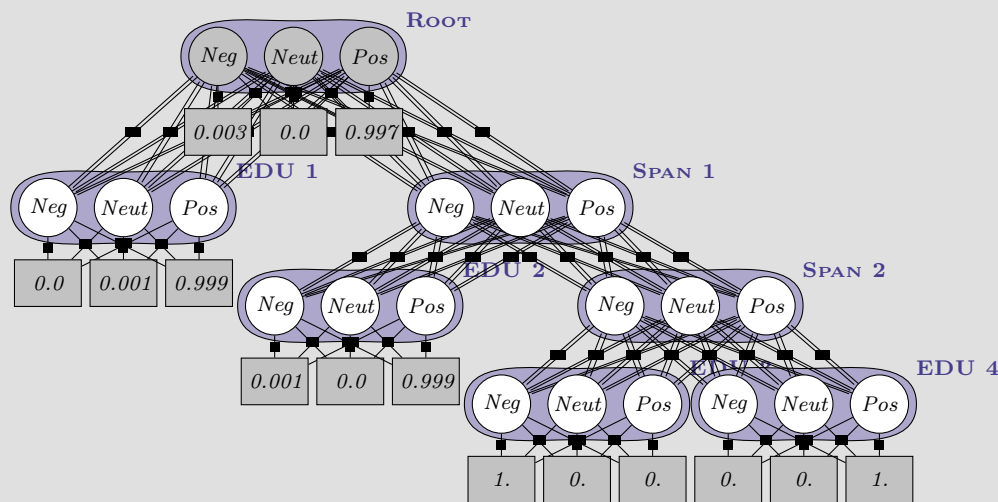 ROOT
Neg Neut Pos
0.003 0.0 0.997
EDU 1 SPAN 1
Neg Neut Pos Neg Neut Pos
0.0 0.001 0.999
EDU 2 SPAN 2
Neg Neut Pos Neg Neut Pos
0.001 0.0 0.999
EDU 4
Neg Neut Pos Neg Neut Pos
1. 0. 0. 0. 0. 1.